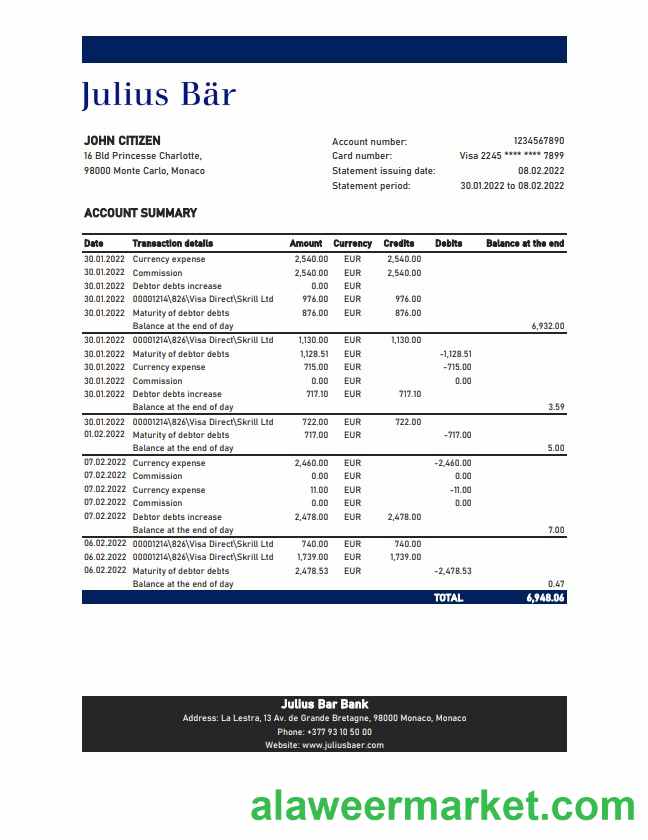 Julius Bär
JOHN CITIZEN
16 Bld Princesse Charlotte,
98000 Monte Carlo, Monaco
Account number: 1234567890
Card number: Visa 2245 **** **** 7899
Statement issuing date: 08.02.2022
Statement period: 30.01.2022 to 08.02.2022
ACCOUNT SUMMARY
Date Transaction details Amount Currency Credits Debits Balance at the end
30.01.2022 Currency expense 2,540.00 EUR 2,540.00
30.01.2022 Commission 2,540.00 EUR 2,540.00
30.01.2022 Debtor debts increase 0.00 EUR
30.01.2022 00001214\826\Visa Direct\Skrill Ltd 976.00 EUR 976.00
30.01.2022 Maturity of debtor debts 876.00 EUR 876.00
Balance at the end of day 6,932.00
30.01.2022 00001214\826\Visa Direct\Skrill Ltd 1,130.00 EUR 1,130.00
30.01.2022 Maturity of debtor debts 1,128.51 EUR -1,128.51
30.01.2022 Currency expense 715.00 EUR -715.00
30.01.2022 Commission 0.00 EUR 0.00
30.01.2022 Debtor debts increase 717.10 EUR 717.10
Balance at the end of day 3.59
30.01.2022 00001214\826\Visa Direct\Skrill Ltd 722.00 EUR 722.00
01.02.2022 Maturity of debtor debts 717.00 EUR -717.00
Balance at the end of day 5.00
07.02.2022 Currency expense 2,460.00 EUR -2,460.00
07.02.2022 Commission 0.00 EUR 0.00
07.02.2022 Currency expense 11.00 EUR -11.00
07.02.2022 Commission 0.00 EUR 0.00
07.02.2022 Debtor debts increase 2,478.00 EUR 2,478.00
Balance at the end of day 7.00
06.02.2022 00001214\826\Visa Direct\Skrill Ltd 740.00 EUR 740.00
06.02.2022 00001214\826\Visa Direct\Skrill Ltd 1,739.00 EUR 1,739.00
06.02.2022 Maturity of debtor debts 2,478.53 EUR -2,478.53
Balance at the end of day 0.47
TOTAL 6,948.06
Julius Bar Bank
Address: La Lestra, 13 Av. de Grande Bretagne, 98000 Monaco, Monaco
Phone: +377 93 10 50 00
Website: www.juliusbaer.com
alaweermarket.com